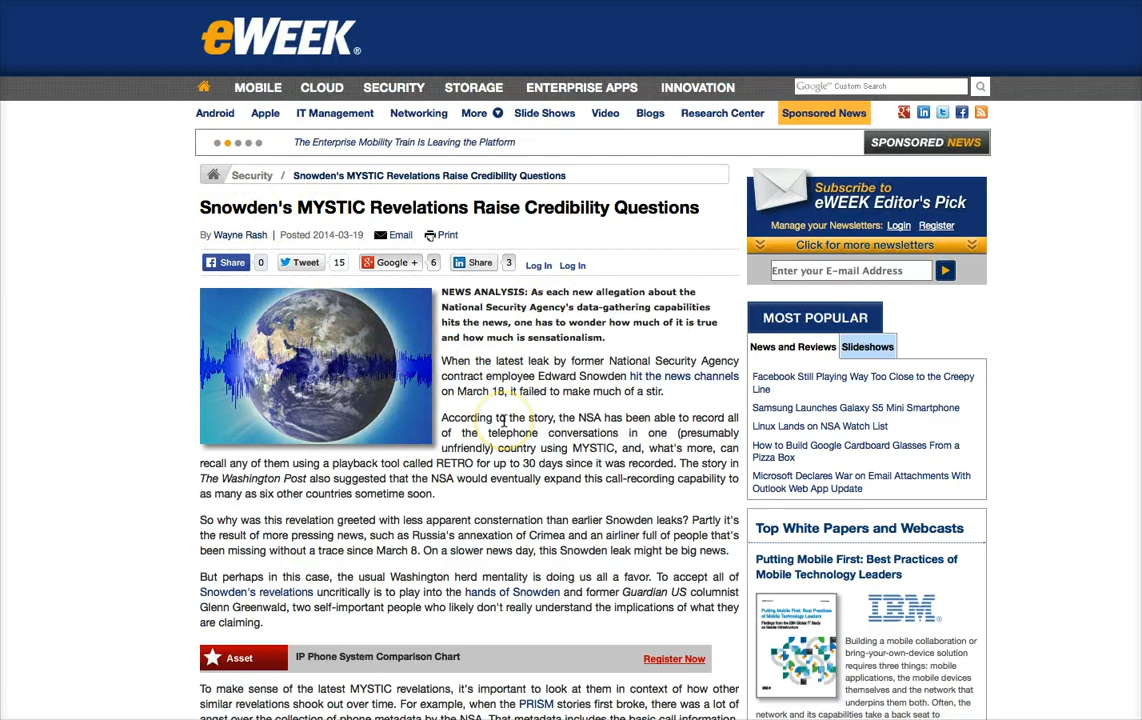 eWEEK®
MOBILE CLOUD SECURITY STORAGE ENTERPRISE APPS INNOVATION
Google™ Custom Search
Android Apple IT Management Networking More Slide Shows Video Blogs Research Center Sponsored News
The Enterprise Mobility Train Is Leaving the Platform
SPONSORED NEWS
Security / Snowden's MYSTIC Revelations Raise Credibility Questions
Snowden's MYSTIC Revelations Raise Credibility Questions
By Wayne Rash | Posted 2014-03-19 Email Print
Share 0 Tweet 15 Google + 6 Share 3 Log In Log In
NEWS ANALYSIS: As each new allegation about the
National Security Agency's data-gathering capabilities
hits the news, one has to wonder how much of it is true
and how much is sensationalism.
When the latest leak by former National Security Agency
contract employee Edward Snowden hit the news channels
on March 18, it failed to make much of a stir.
According to the story, the NSA has been able to record all
of the telephone conversations in one (presumably
unfriendly) country using MYSTIC, and, what's more, can
recall any of them using a playback tool called RETRO for up to 30 days since it was recorded. The story in
The Washington Post also suggested that the NSA would eventually expand this call-recording capability to
as many as six other countries sometime soon.
So why was this revelation greeted with less apparent consternation than earlier Snowden leaks? Partly it's
the result of more pressing news, such as Russia's annexation of Crimea and an airliner full of people that's
been missing without a trace since March 8. On a slower news day, this Snowden leak might be big news.
But perhaps in this case, the usual Washington herd mentality is doing us all a favor. To accept all of
Snowden's revelations uncritically is to play into the hands of Snowden and former Guardian US columnist
Glenn Greenwald, two self-important people who likely don't really understand the implications of what they
are claiming.
Asset IP Phone System Comparison Chart Register Now
To make sense of the latest MYSTIC revelations, it's important to look at them in context of how other
similar revelations shook out over time. For example, when the PRISM stories first broke, there was a lot of
angst over the collection of phone metadata by the NSA. That metadata includes the basic call information,
Subscribe to
eWEEK Editor's Pick
Manage your Newsletters: Login Register
Click for more newsletters
Enter your E-mail Address
MOST POPULAR
News and Reviews Slideshows
Facebook Still Playing Way Too Close to the Creepy
Line
Samsung Launches Galaxy S5 Mini Smartphone
Linux Lands on NSA Watch List
How to Build Google Cardboard Glasses From a
Pizza Box
Microsoft Declares War on Email Attachments With
Outlook Web App Update
Top White Papers and Webcasts
Putting Mobile First: Best Practices of
Mobile Technology Leaders
IBM
Building a mobile collaboration or
bring-your-own-device solution
requires three things: mobile
applications, the mobile devices
themselves and the network that
underpins them both. Often, the
network and its capabilities take a back seat to